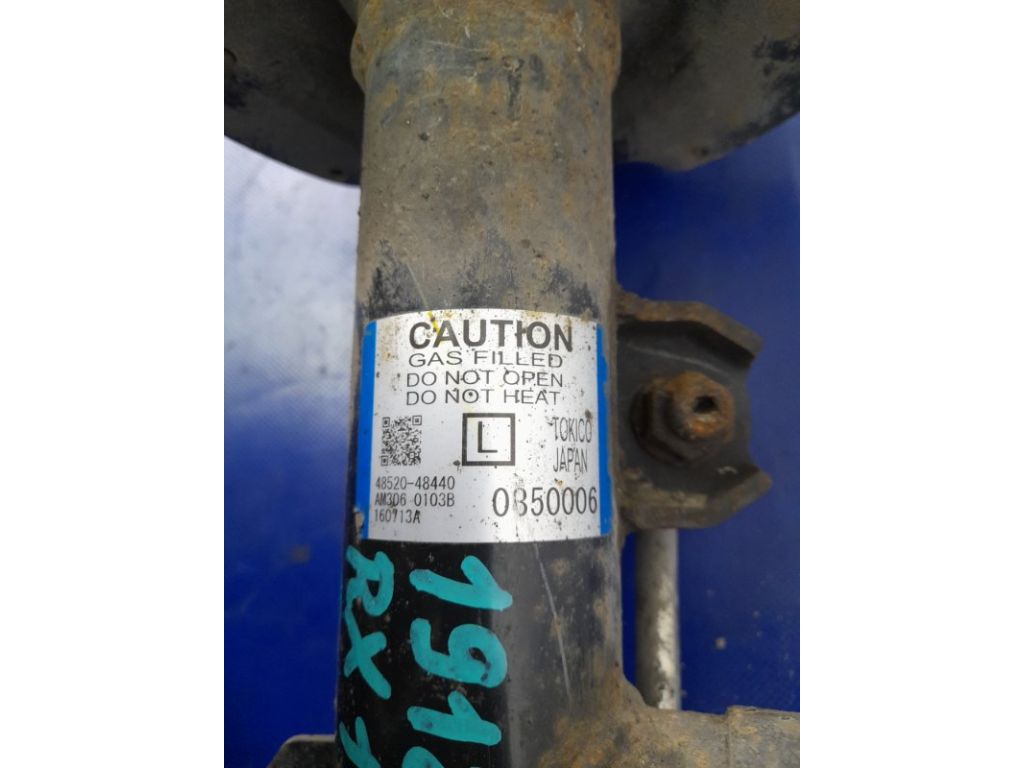 CAUTION
GAS FILLED
DO NOT OPEN
DO NOT HEAT
L
TOKICO
JAPAN
48520-48440
AM306 0103B
160713A
0850006
191
RX